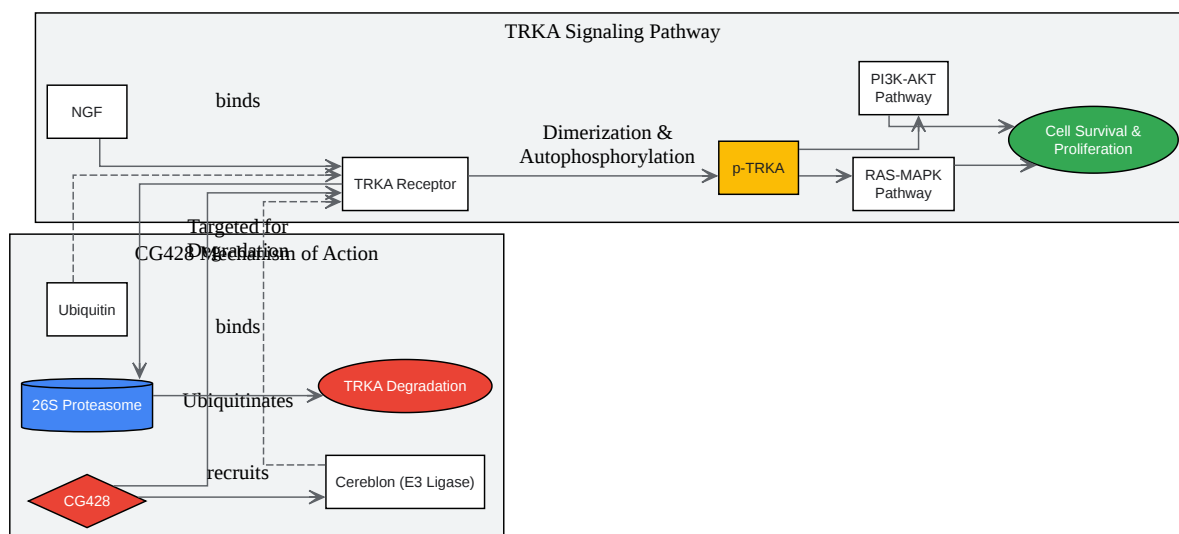 TRKA Signaling Pathway
NGF
binds
PI3K-AKT
Pathway
Cell Survival &
Proliferation
Dimerization &
Autophosphorylation
p-TRKA
TRKA Receptor
RAS-MAPK
Pathway
Targeted for
Degradation
CG428 Mechanism of Action
Ubiquitin
binds
26S Proteasome
Ubiquitinates
TRKA Degradation
recruits
CG428
Cereblon (E3 Ligase)